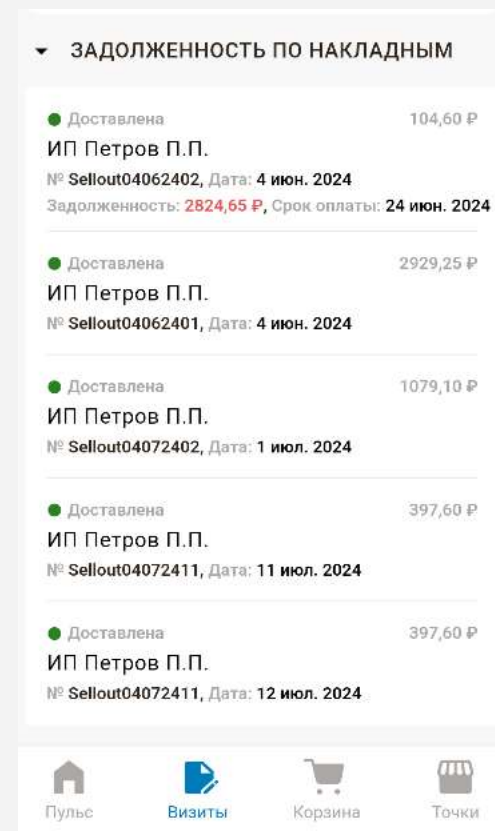 ЗАДОЛЖЕННОСТЬ ПО НАКЛАДНЫМ
Доставлена 104,60 ₽
ИП Петров П.П.
№ Sellout04062402, Дата: 4 июн. 2024
Задолженность: 2824,65 ₽, Срок оплаты: 24 июн. 2024
Доставлена 2929,25 ₽
ИП Петров П.П.
№ Sellout04062401, Дата: 4 июн. 2024
Доставлена 1079,10 ₽
ИП Петров П.П.
№ Sellout04072402, Дата: 1 июл. 2024
Доставлена 397,60 ₽
ИП Петров П.П.
№ Sellout04072411, Дата: 11 июл. 2024
Доставлена 397,60 ₽
ИП Петров П.П.
№ Sellout04072411, Дата: 12 июл. 2024
Пульс Визиты Корзина Точки